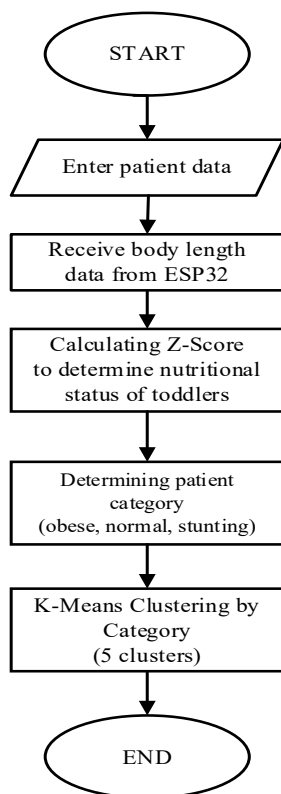 START
Enter patient data
Receive body length
data from ESP32
Calculating Z-Score
to determine nutritional
status of toddlers
Determining patient
category
(obese, normal, stunting)
K-Means Clustering by
Category
(5 clusters)
END